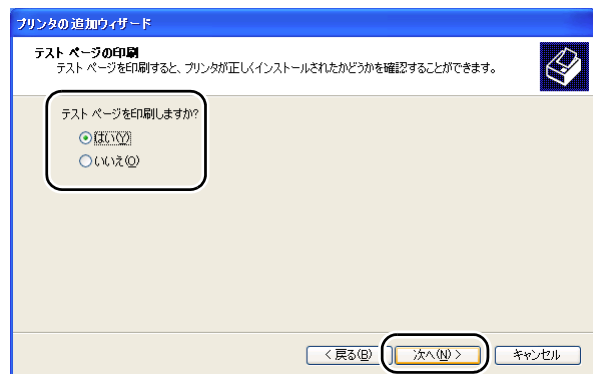 プリンタの追加ウィザード
テスト ページの印刷
テスト ページを印刷すると、プリンタが正しくインストールされたかどうかを確認することができます。
テスト ページを印刷しますか?
はい(Y)
いいえ(O)
< 戻る(B)
次へ(N) >
キャンセル